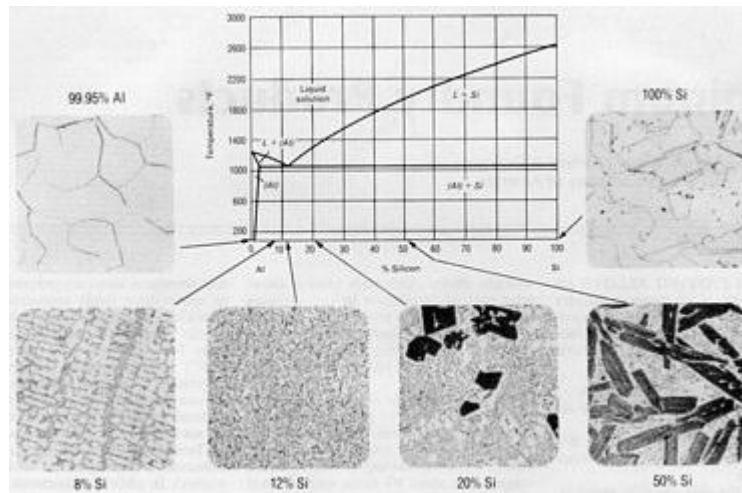 3000
2600
2200
1800
1400
1000
600
200
Temperature, °F
Liquid
solution
L + (Al)
L + Si
(Al)
(Al) + Si
0 10 20 30 40 50 60 70 80 90 100
Al % Silicon Si
99.95% Al
100% Si
8% Si
12% Si
20% Si
50% Si